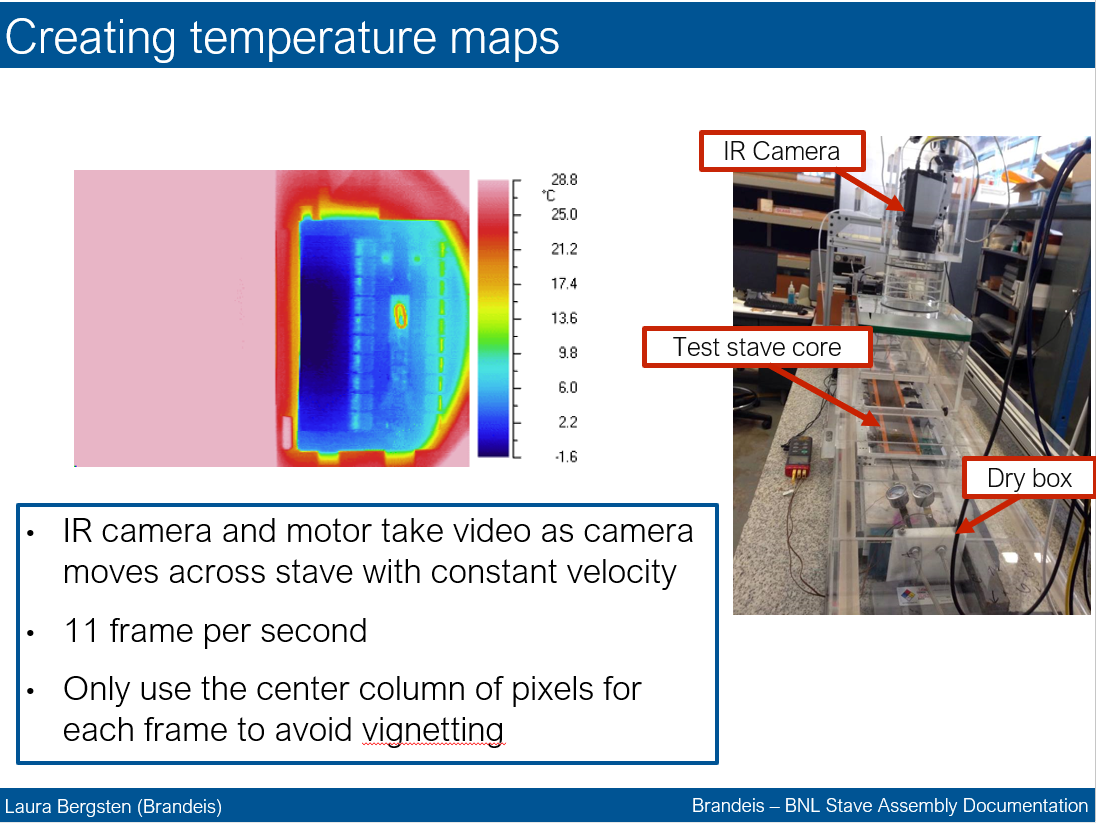 Creating temperature maps
IR Camera
28.8
°C
25.0
21.2
17.4
13.6
9.8
6.0
2.2
-1.6
Test stave core
Dry box
• IR camera and motor take video as camera
moves across stave with constant velocity
• 11 frame per second
• Only use the center column of pixels for
each frame to avoid vignetting
Laura Bergsten (Brandeis)
Brandeis – BNL Stave Assembly Documentation